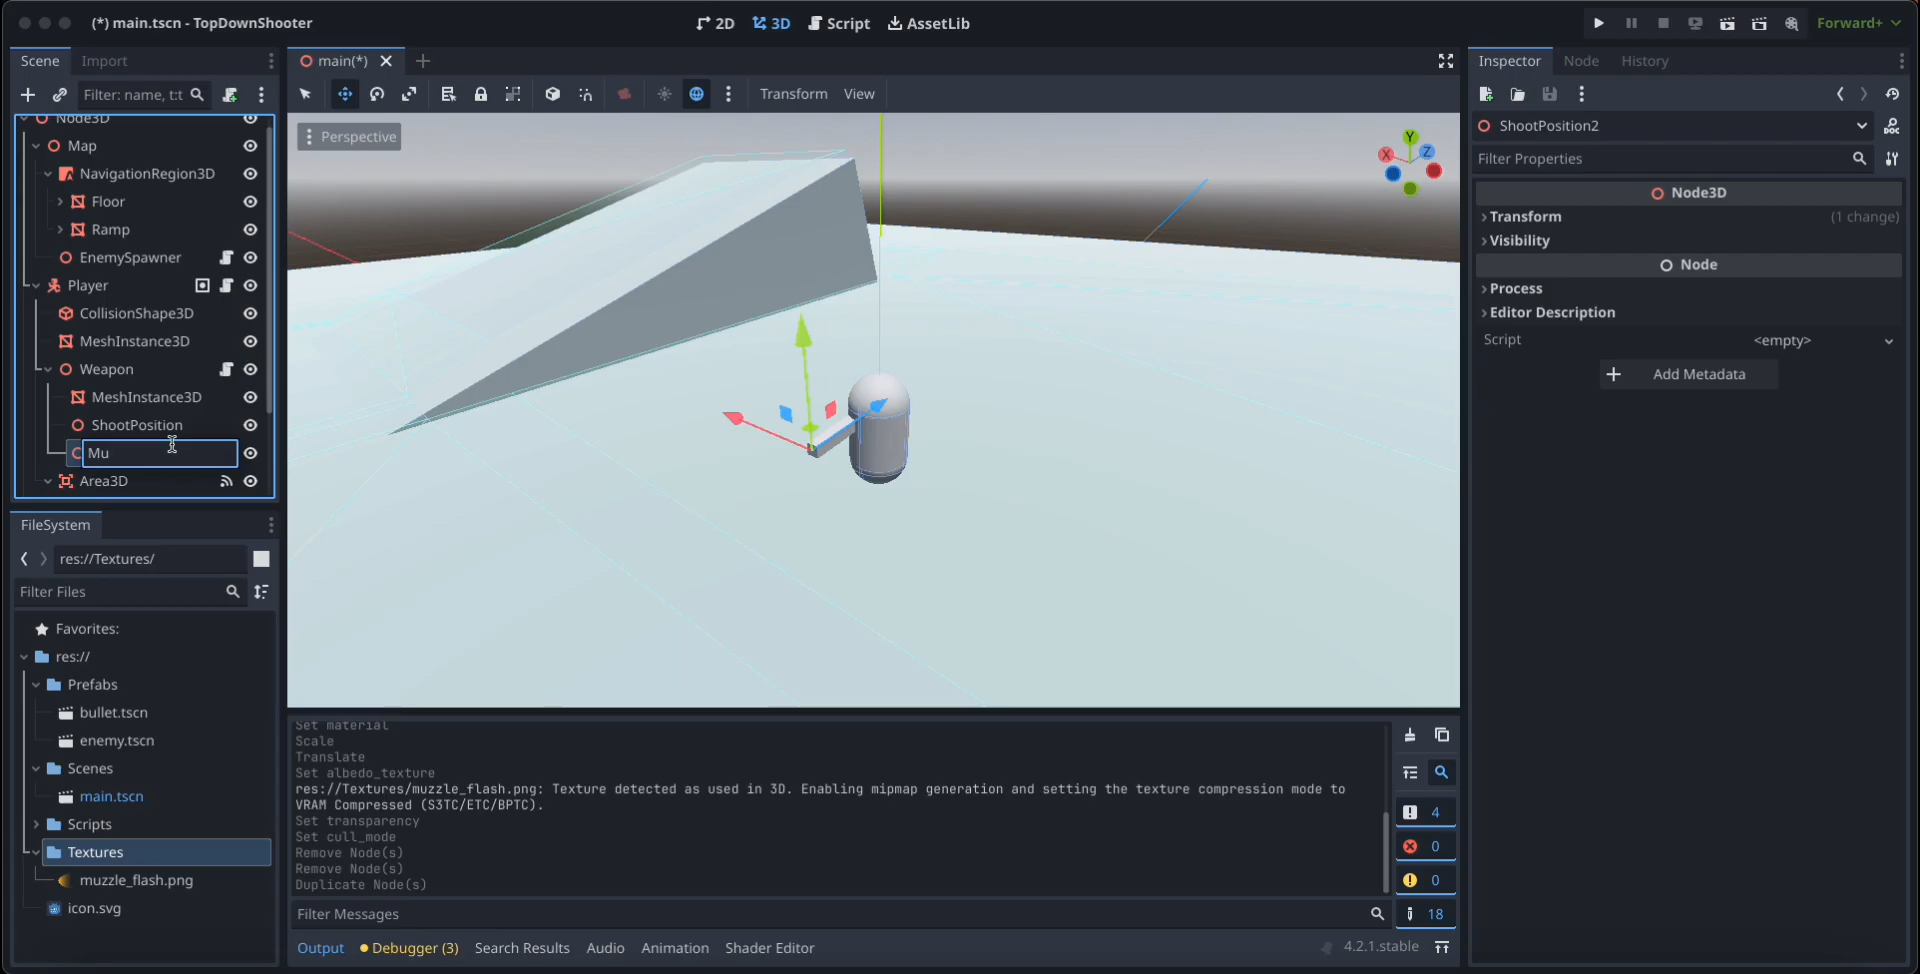 (*) main.tscn - TopDownShooter
2D
3D
Script
AssetLib
Forward+
Scene
Import
main(*)
Inspector
Node
History
Filter: name, t:t
Transform
View
Node3D
Map
NavigationRegion3D
Floor
Ramp
EnemySpawner
Player
CollisionShape3D
MeshInstance3D
Weapon
MeshInstance3D
ShootPosition
Mu
Area3D
Perspective
Y
X
Z
ShootPosition2
Filter Properties
Node3D
Transform (1 change)
Visibility
Node
Process
Editor Description
Script <empty>
Add Metadata
FileSystem
res://Textures/
Filter Files
Favorites:
res://
Prefabs
bullet.tscn
enemy.tscn
Scenes
main.tscn
Scripts
Textures
muzzle_flash.png
icon.svg
Set material
Scale
Translate
Set albedo_texture
res://Textures/muzzle_flash.png: Texture detected as used in 3D. Enabling mipmap generation and setting the texture compression mode to
VRAM Compressed (S3TC/ETC/BPTC).
Set transparency
Set cull_mode
Remove Node(s)
Remove Node(s)
Duplicate Node(s)
4
0
0
18
Filter Messages
Output
Debugger (3)
Search Results
Audio
Animation
Shader Editor
4.2.1.stable